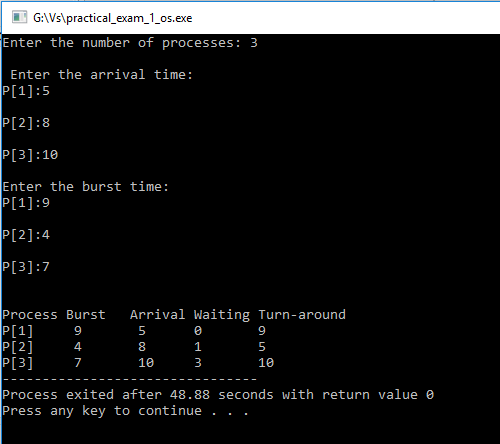 G:\Vs\practical_exam_1_os.exe
Enter the number of processes: 3
Enter the arrival time:
P[1]:5
P[2]:8
P[3]:10
Enter the burst time:
P[1]:9
P[2]:4
P[3]:7
Process Burst   Arrival Waiting Turn-around
P[1]     9       5      0       9
P[2]     4       8      1       5
P[3]     7       10     3       10
--------------------------------
Process exited after 48.88 seconds with return value 0
Press any key to continue . . .